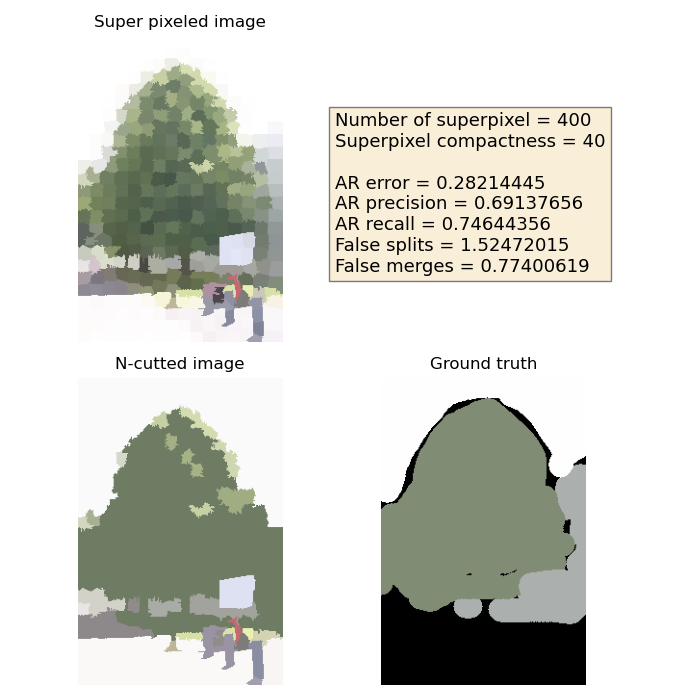 Super pixeled image
Number of superpixel = 400
Superpixel compactness = 40
AR error = 0.28214445
AR precision = 0.69137656
AR recall = 0.74644356
False splits = 1.52472015
False merges = 0.77400619
N-cutted image
Ground truth